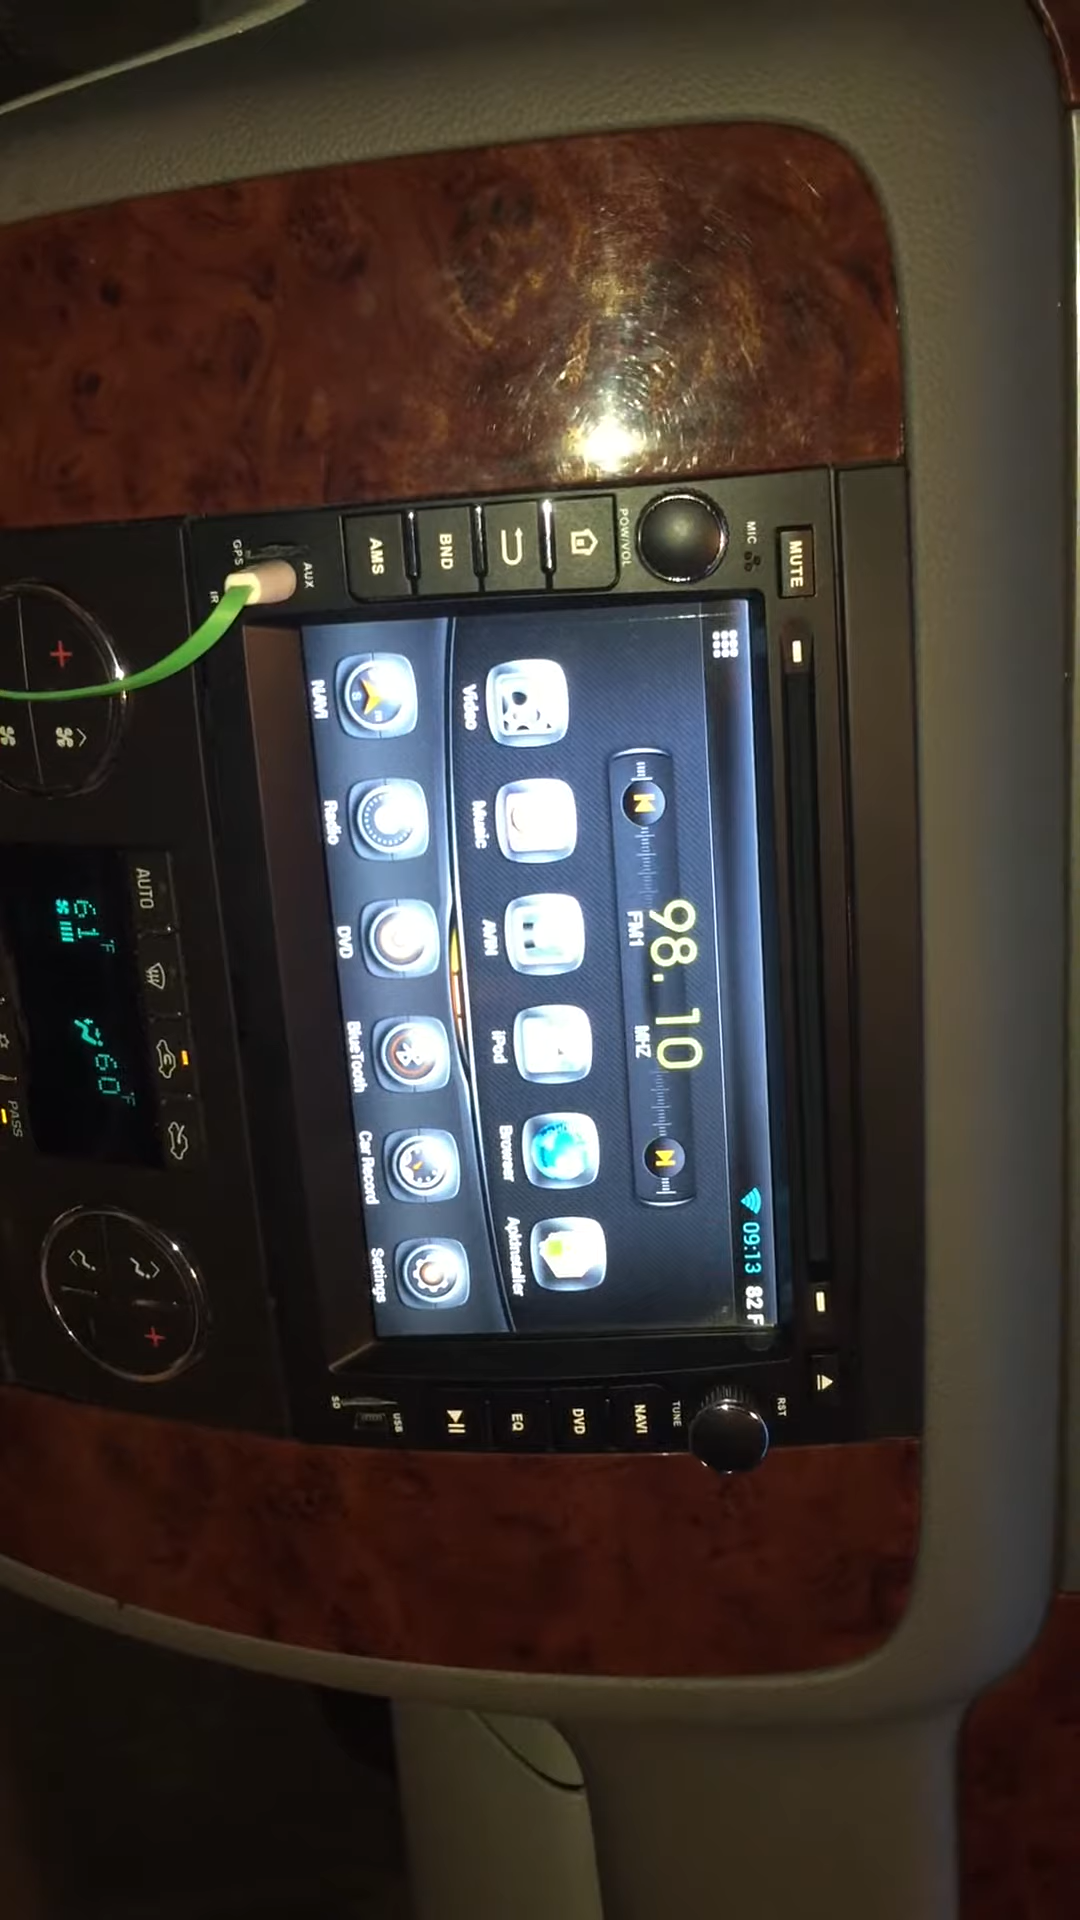 MUTE
MIC
RST
POW/VOL
TUNE
09:13 82 F
98. 10
FM1 MHZ
Video Music AVIN iPod Browser ApkInstaller
NAVI Radio DVD BlueTooth Car Record Settings
BND
AMS
AUX
GPS
IR
NAVI
DVD
EQ
USB
SD
AUTO
61°F 60°F
PASS